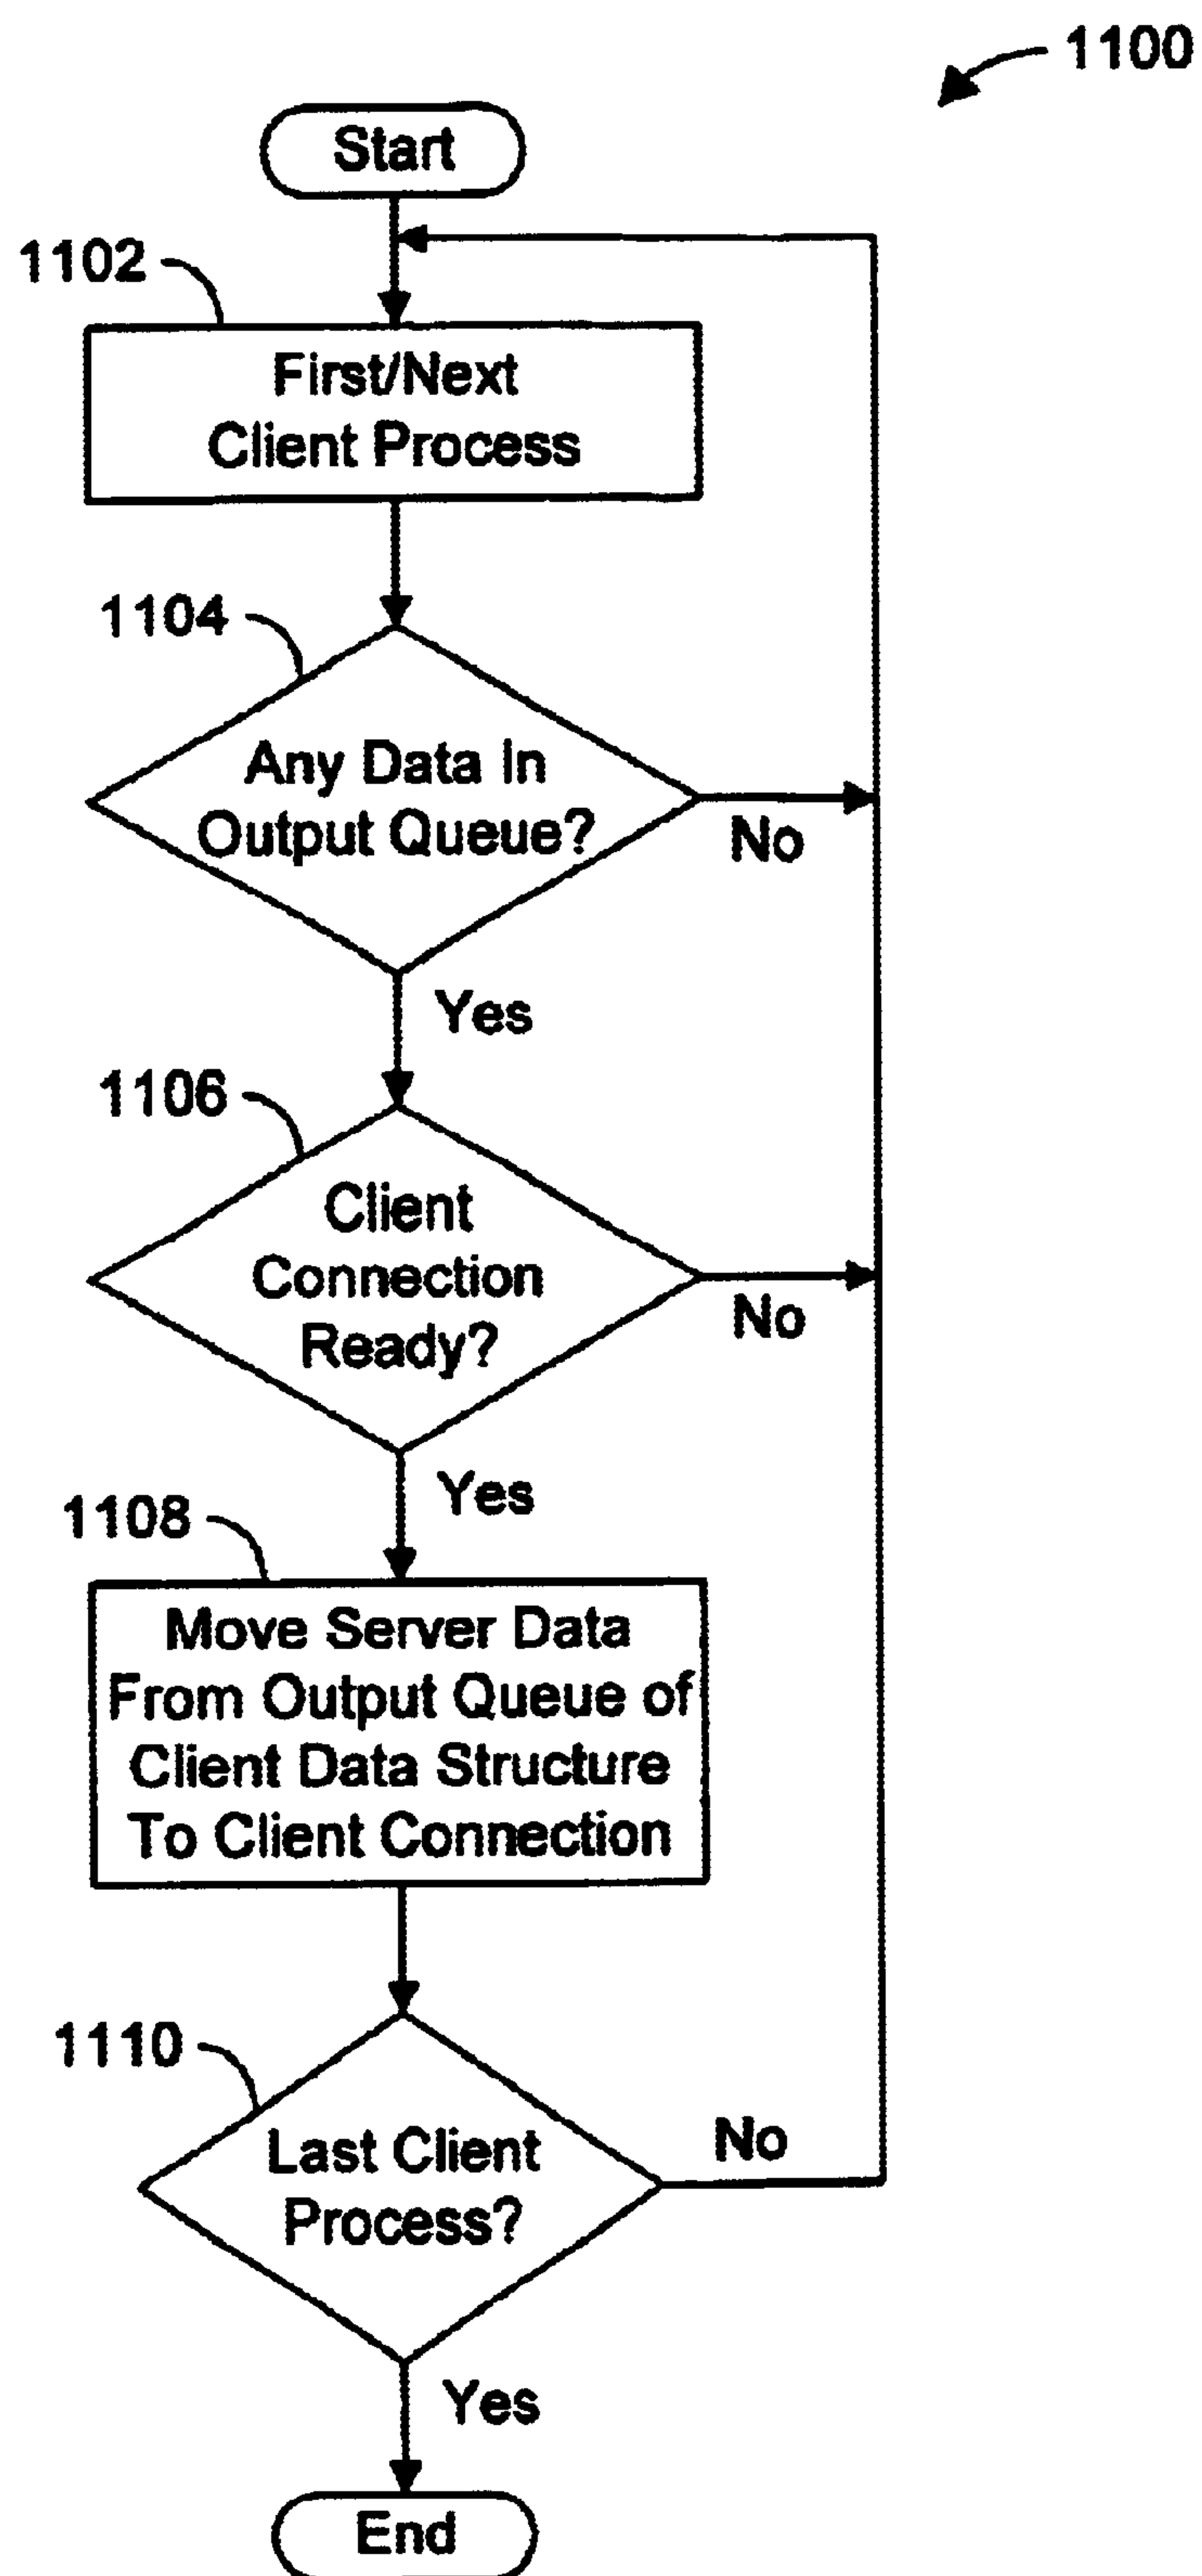 1100
Start
1102
First/Next
Client Process
1104
Any Data In
Output Queue?
No
Yes
1106
Client
Connection
Ready?
No
Yes
1108
Move Server Data
From Output Queue of
Client Data Structure
To Client Connection
1110
Last Client
Process?
No
Yes
End